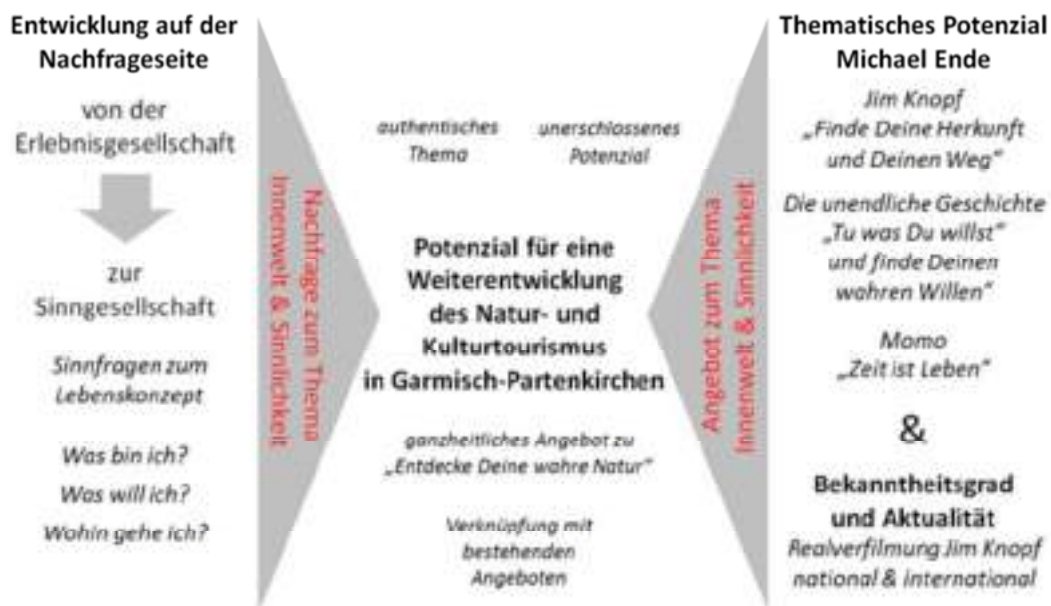 Entwicklung auf der
Nachfrageseite
von der
Erlebnisgesellschaft
zur
Sinngesellschaft
Sinnfragen zum
Lebenskonzept
Was bin ich?
Was will ich?
Wohin gehe ich?
Nachfrage zum Thema
Innenwelt & Sinnlichkeit
authentisches
Thema
unerschlossenes
Potenzial
Potenzial für eine
Weiterentwicklung
des Natur- und
Kulturtourismus
in Garmisch-Partenkirchen
ganzheitliches Angebot zu
„Entdecke Deine wahre Natur“
Verknüpfung mit
bestehenden
Angeboten
Angebot zum Thema
Innenwelt & Sinnlichkeit
Thematisches Potenzial
Michael Ende
Jim Knopf
„Finde Deine Herkunft
und Deinen Weg“
Die unendliche Geschichte
„Tu was Du willst“
und finde Deinen
wahren Willen“
Momo
„Zeit ist Leben“
&
Bekanntheitsgrad
und Aktualität
Realverfilmung Jim Knopf
national & international